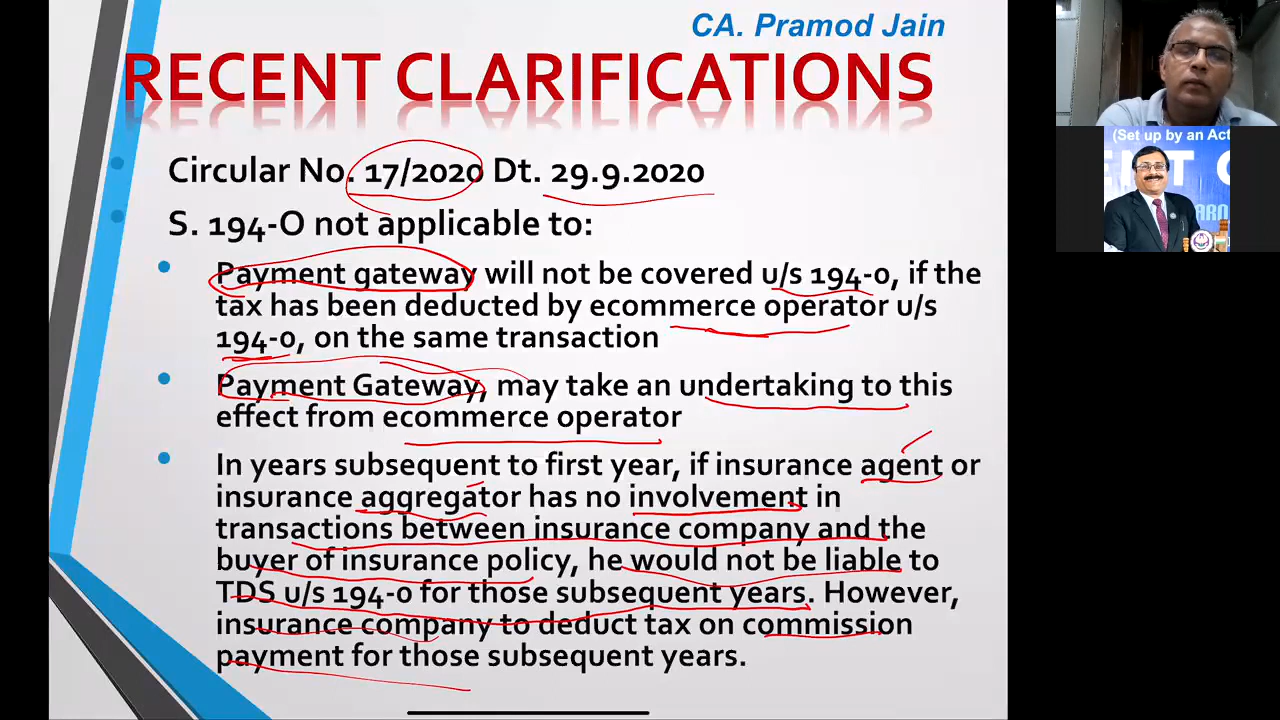 CA. Pramod Jain
RECENT CLARIFICATIONS
Circular No. 17/2020 Dt. 29.9.2020
S. 194-O not applicable to:
Payment gateway will not be covered u/s 194-0, if the
tax has been deducted by ecommerce operator u/s
194-0, on the same transaction
Payment Gateway, may take an undertaking to this
effect from ecommerce operator
In years subsequent to first year, if insurance agent or
insurance aggregator has no involvement in
transactions between insurance company and the
buyer of insurance policy, he would not be liable to
TDS u/s 194-0 for those subsequent years. However,
insurance company to deduct tax on commission
payment for those subsequent years.
(Set up by an Act